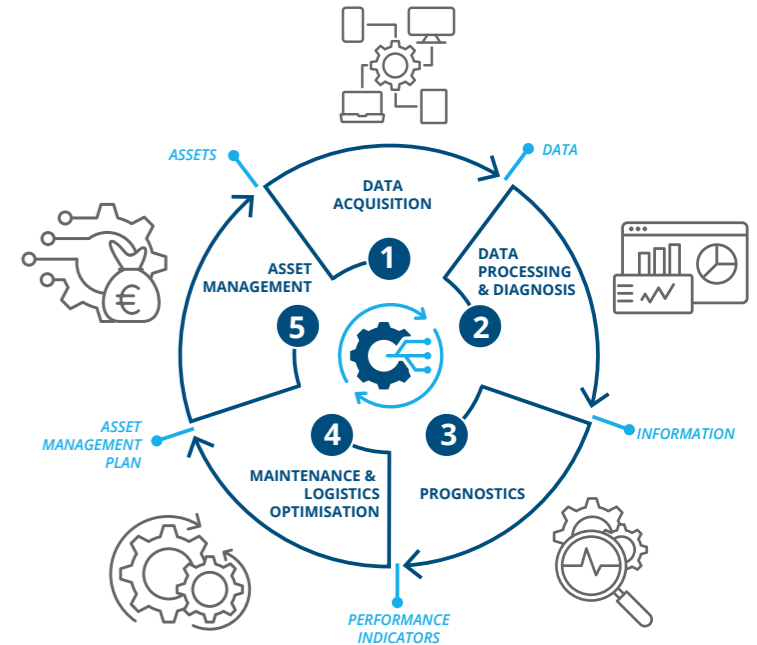 ASSETS
DATA
DATA
ACQUISITION
1
DATA
PROCESSING
& DIAGNOSIS
2
INFORMATION
3
PROGNOSTICS
PERFORMANCE
INDICATORS
4
MAINTENANCE &
LOGISTICS
OPTIMISATION
ASSET
MANAGEMENT
PLAN
ASSET
MANAGEMENT
5
€